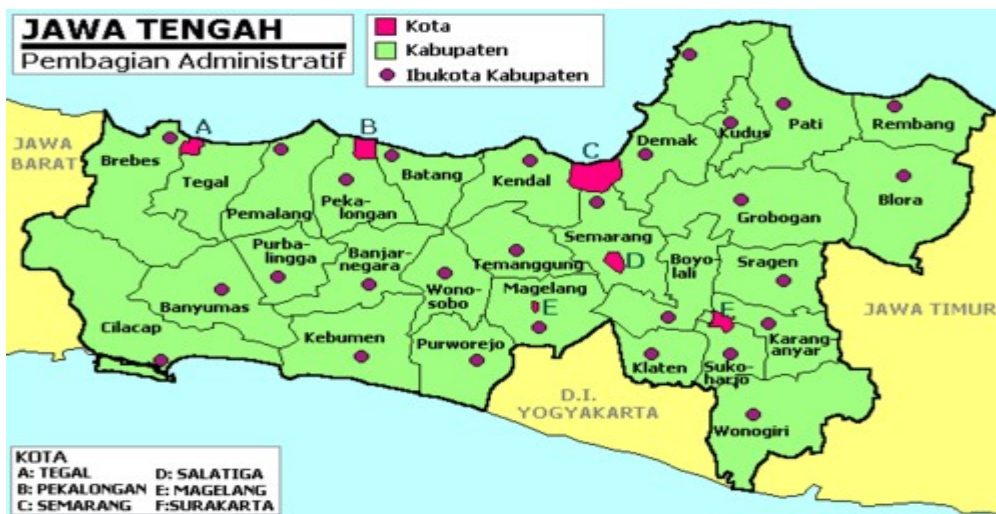 JAWA TENGAH
Pembagian Administratif
Kota
Kabupaten
Ibukota Kabupaten
JAWA
BARAT
A
B
C
Brebes
Tegal
Pemalang
Peka-
longan
Batang
Kendal
Demak
Kudus
Pati
Rembang
Semarang
Grobogan
Blora
Purba-
lingga
Banjar-
negara
Wono-
sobo
Temanggung
D
Boyo
lali
Sragen
Banyumas
Magelang
E
F
Cilacap
Kebumen
Purworejo
Klaten
Suko-
harjo
Karang-
anyar
JAWA TIMUR
D.I.
YOGYAKARTA
Wonogiri
KOTA
A: TEGAL D: SALATIGA
B: PEKALONGAN E: MAGELANG
C: SEMARANG F:SURAKARTA